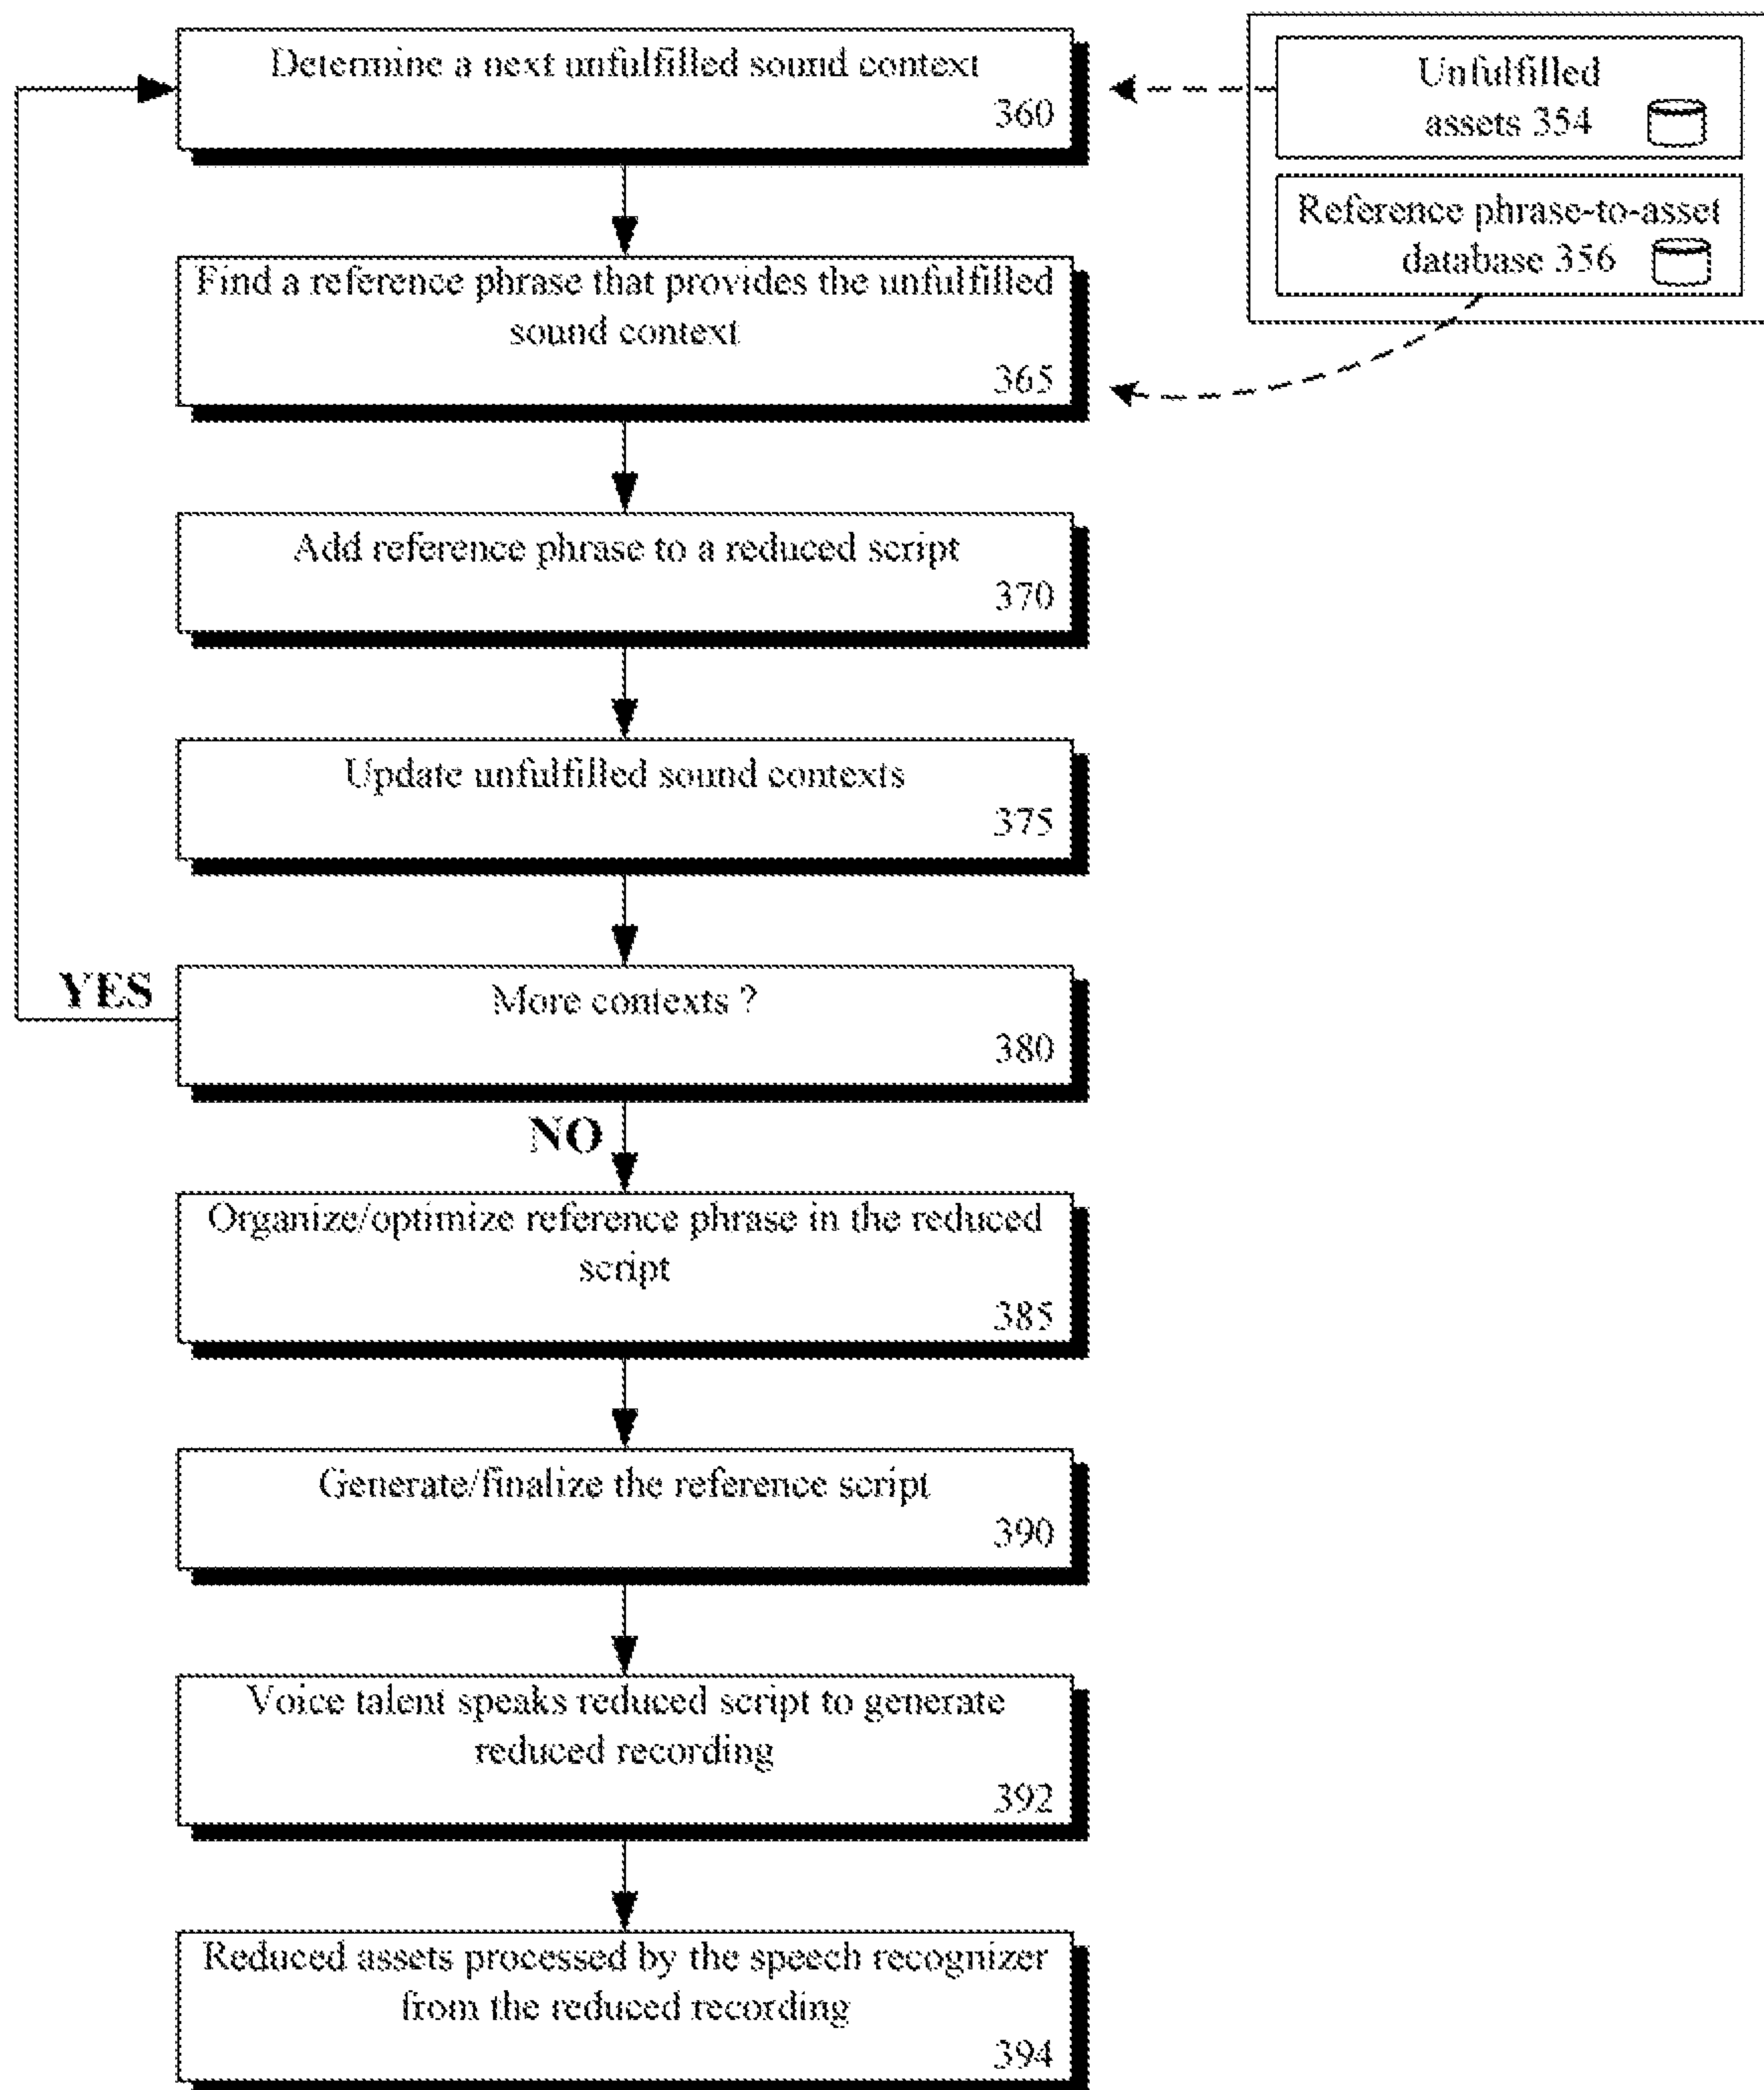 Determine a next unfulfilled sound context
360
Unfulfilled
assets 354
Reference phrase-to-asset
database 356
Find a reference phrase that provides the unfulfilled
sound context
365
Add reference phrase to a reduced script
370
Update unfulfilled sound contexts
375
YES
More contexts ?
380
NO
Organize/optimize reference phrase in the reduced
script
385
Generate/finalize the reference script
390
Voice talent speaks reduced script to generate
reduced recording
392
Reduced assets processed by the speech recognizer
from the reduced recording
394